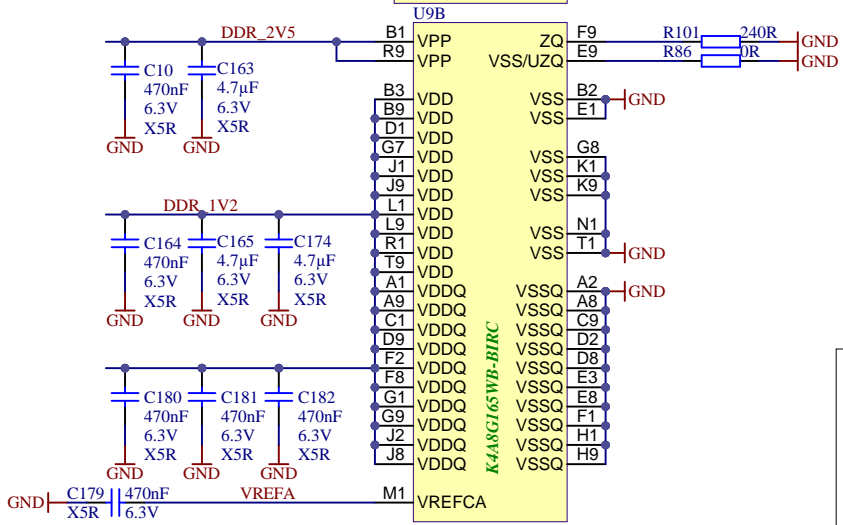 U9B
DDR_2V5 B1 VPP ZQ F9 R101 240R GND
R9 VPP VSS/UZQ E9 R86 0R GND
C10 C163
470nF 4.7µF
6.3V 6.3V
X5R X5R
GND GND
B3 VDD VSS B2 GND
B9 VDD VSS E1
D1 VDD
G7 VDD VSS G8
J1 VDD VSS K1
J9 VDD VSS K9
DDR_1V2 L1 VDD
L9 VDD VSS N1
R1 VDD VSS T1 GND
T9 VDD
C164 C165 C174
470nF 4.7µF 4.7µF
6.3V 6.3V 6.3V
X5R X5R X5R
GND GND GND
A1 VDDQ VSSQ A2 GND
A9 VDDQ VSSQ A8
C1 VDDQ VSSQ C9
D9 VDDQ VSSQ D2
F2 VDDQ VSSQ D8
F8 VDDQ VSSQ E3
G1 VDDQ VSSQ E8
G9 VDDQ VSSQ F1
J2 VDDQ VSSQ H1
J8 VDDQ VSSQ H9
K4A8G165WB-BIRC
C180 C181 C182
470nF 470nF 470nF
6.3V 6.3V 6.3V
X5R X5R X5R
GND GND GND
GND C179 470nF VREFA M1 VREFCA
X5R 6.3V